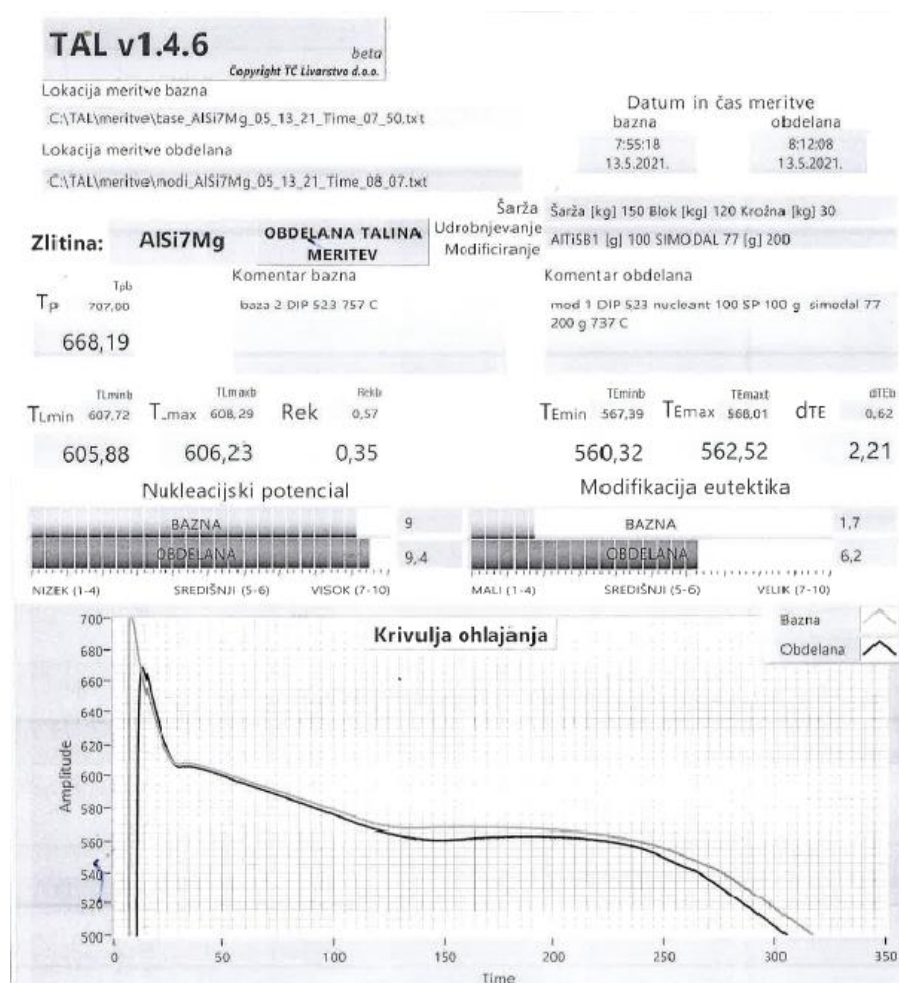 TAL v1.4.6
beta
Copyright TC Livarstvo d.o.o.
Lokacija meritve bazna
C:\TAL\meritve\base_AlSi7Mg_05_13_21_Time_07_50.txt
Lokacija meritve obdelana
C:\TAL\meritve\modi_AlSi7Mg_05_13_21_Time_08_07.txt
Datum in čas meritve
bazna obdelana
7:55:18 8:12:08
13.5.2021. 13.5.2021.
Šarža Šarža [kg] 150 Blok [kg] 120 Krožna [kg] 30
Udrobnjevanje
Modificiranje
AlTi5B1 [g] 100 SIMODAL 77 [g] 200
Zlitina: AlSi7Mg OBDELANA TALINA
MERITEV
Komentar bazna
baza 2 DIP 523 757 C
Komentar obdelana
mod 1 DIP 523 nucleant 100 SP 100 g simodal 77
200 g 737 C
Tpb
Tp 707,00
668,19
TLminb TLmaxb Rekb
TLmin 607,72 T_max 608,29 Rek 0,57
605,88 606,23 0,35
TEminb TEmaxt dTEb
TEmin 567,39 TEmax 568,01 dTE 0,62
560,32 562,52 2,21
Nukleacijski potencial
BAZNA 9
OBDELANA 9,4
NIZEK (1-4) SREDIŠNJI (5-6) VISOK (7-10)
Modifikacija eutektika
BAZNA 1,7
OBDELANA 6,2
MALI (1-4) SREDIŠNJI (5-6) VELIK (7-10)
Krivulja ohlajanja
Bazna
Obdelana
Amplitude
700
680
660
640
620
600
580
560
540
520
500
0 50 100 150 200 250 300 350
Time